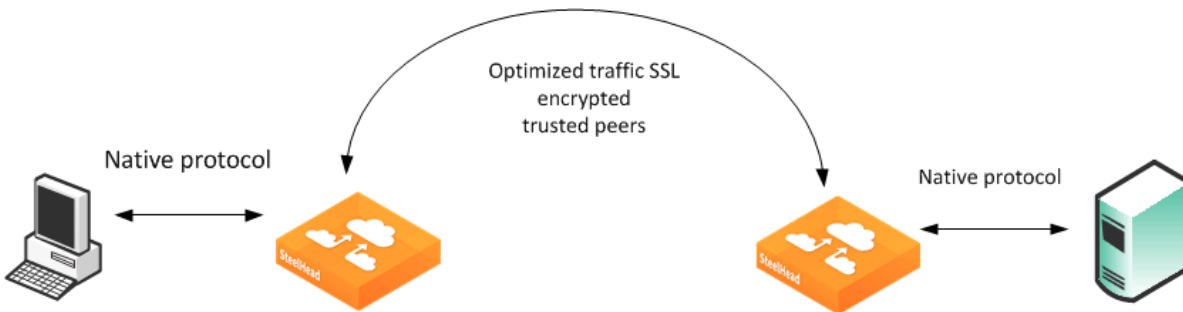 Optimized traffic SSL
encrypted
trusted peers
Native protocol
Native protocol
SteelHead
SteelHead